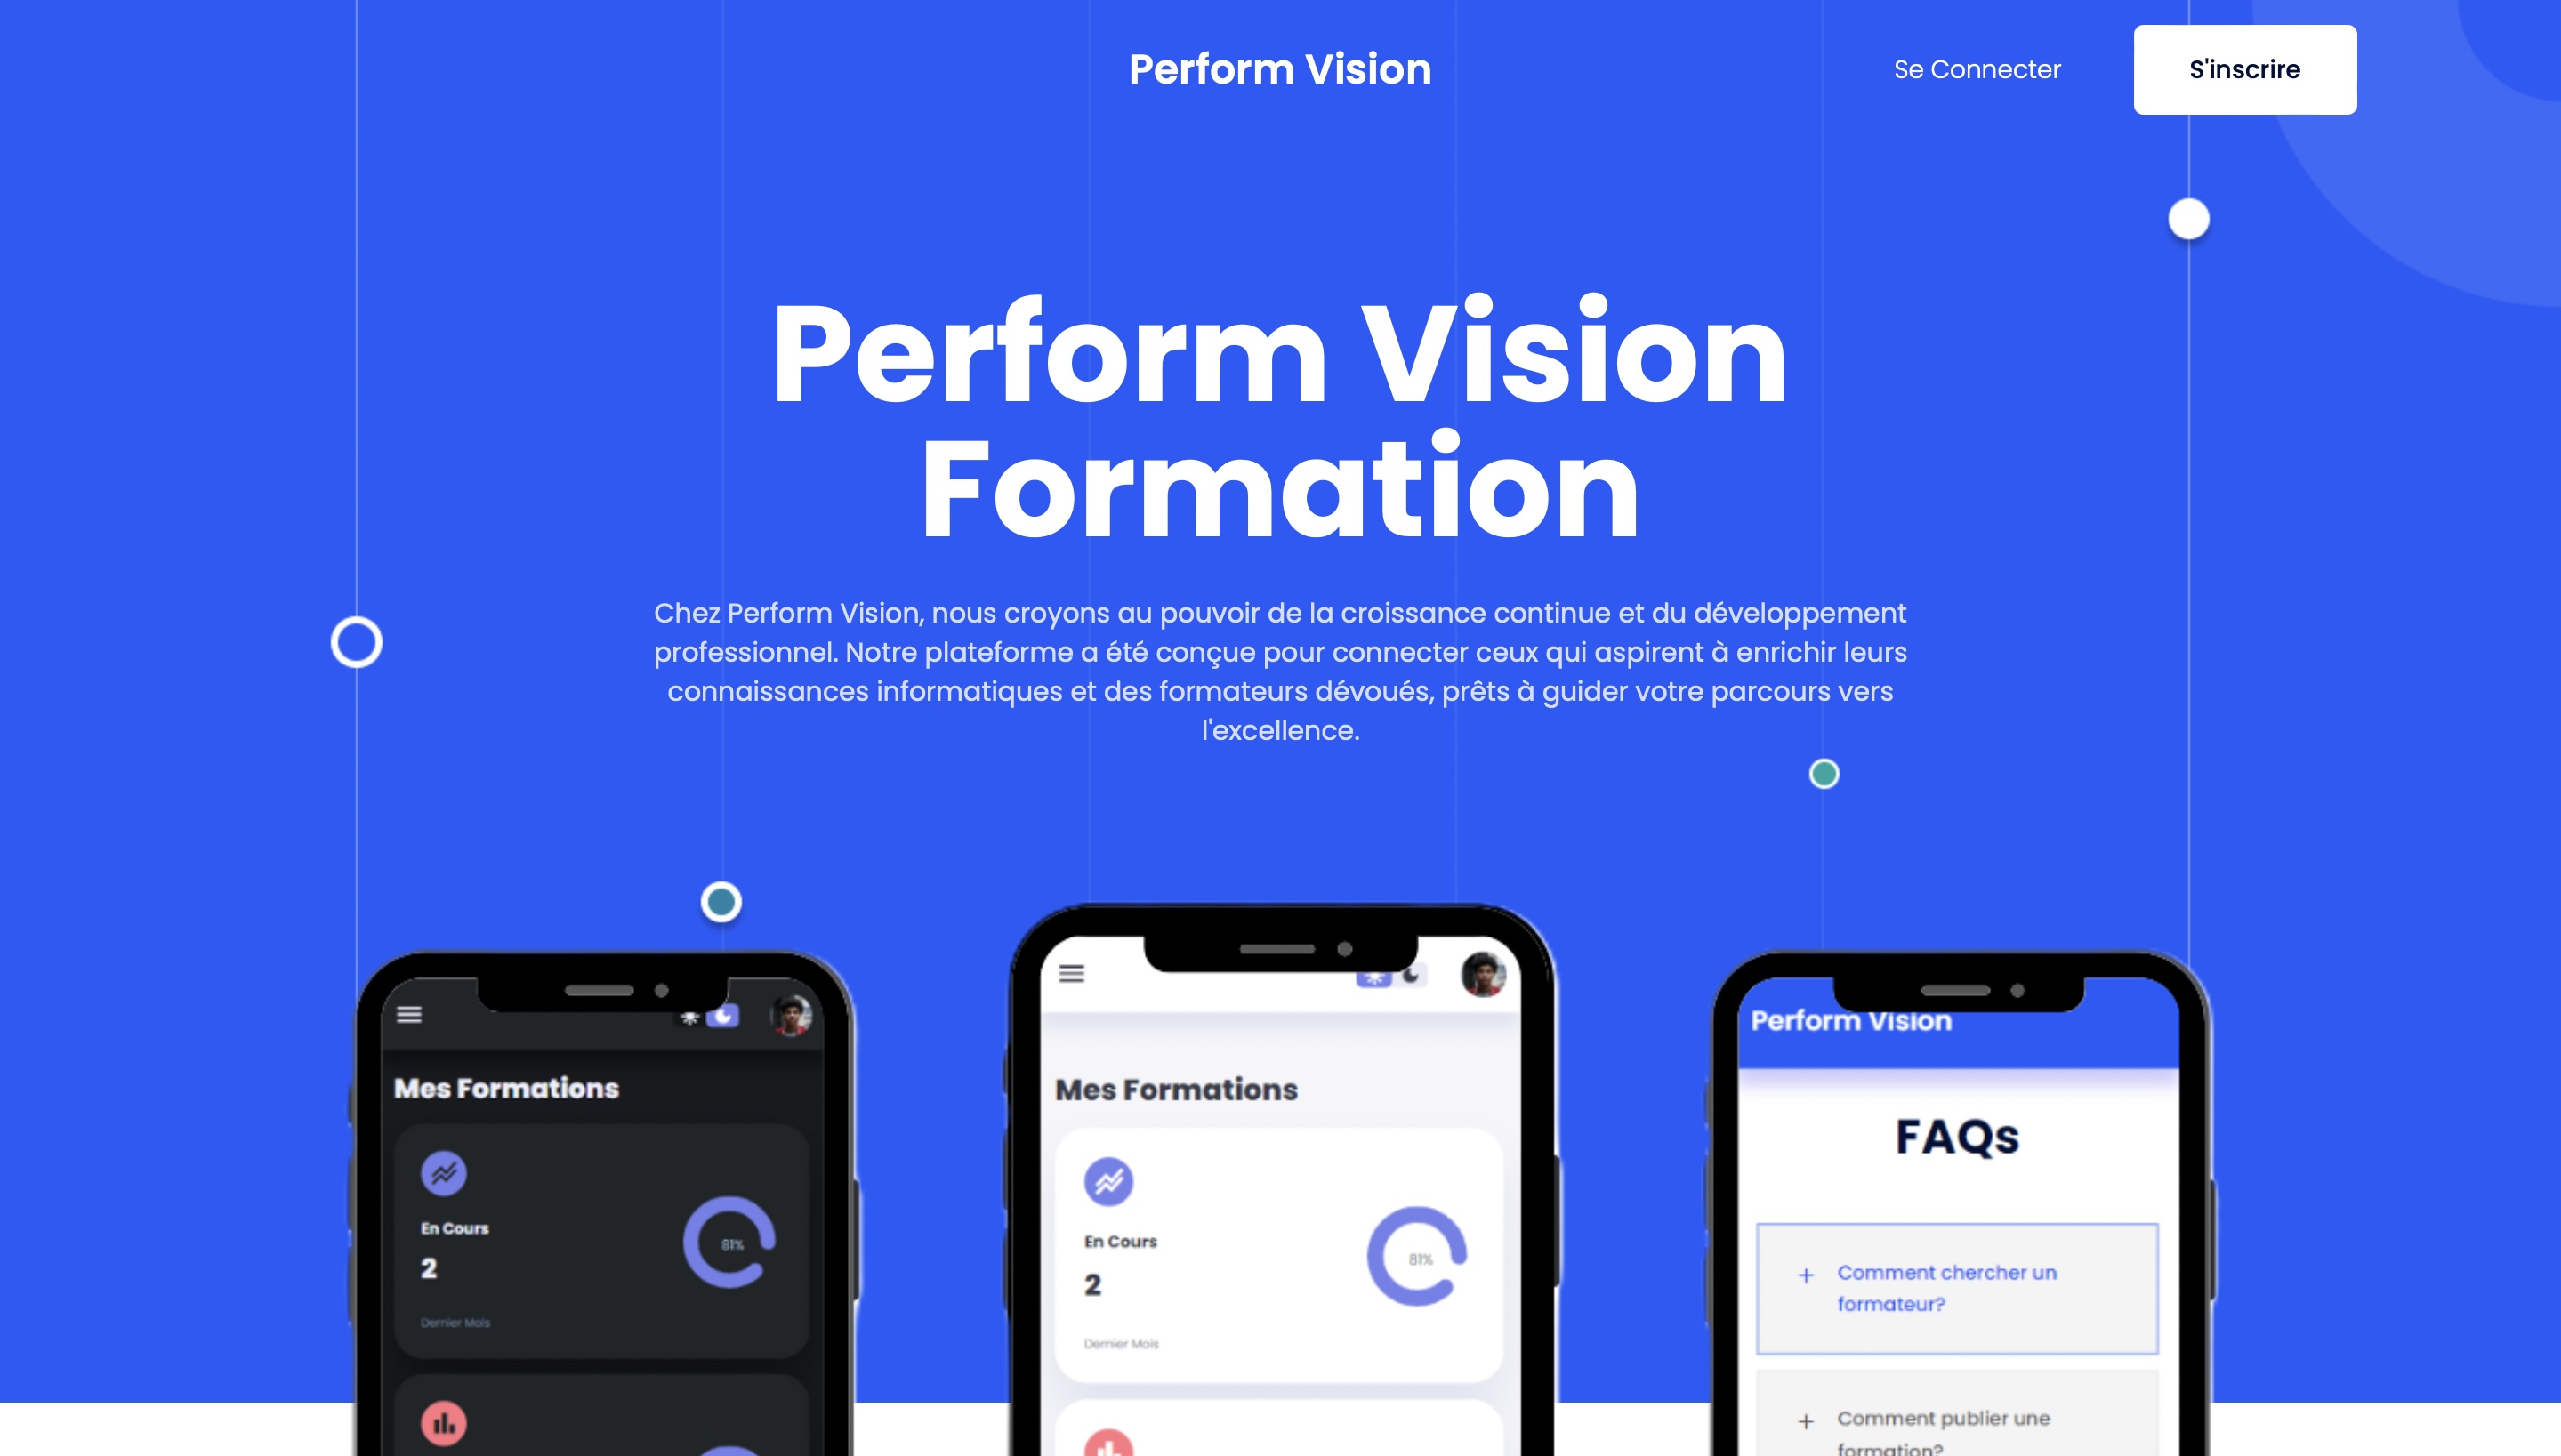 Perform Vision
Se Connecter
S'inscrire
Perform Vision
Formation
Chez Perform Vision, nous croyons au pouvoir de la croissance continue et du développement
professionnel. Notre plateforme a été conçue pour connecter ceux qui aspirent à enrichir leurs
connaissances informatiques et des formateurs dévoués, prêts à guider votre parcours vers
l'excellence.
Mes Formations
En Cours
2
81%
Dernier Mois
Mes Formations
En Cours
2
81%
Dernier Mois
Perform Vision
FAQs
+ Comment chercher un
formateur?
+ Comment publier une
formation?